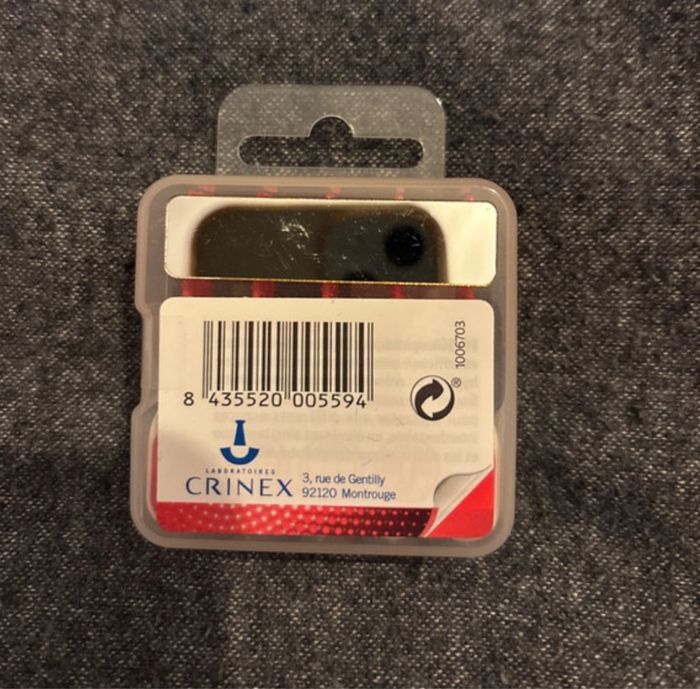 1006703
8 435520 005594
®
LABORATOIRES
CRINEX
3, rue de Gentilly
92120 Montrouge